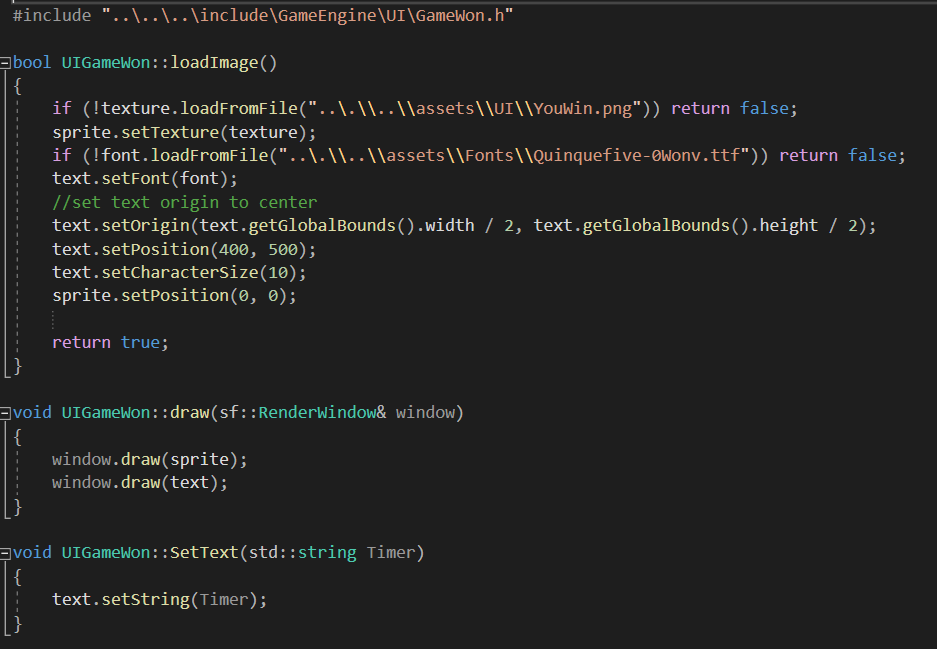 #include "..\..\..\include\GameEngine\UI\GameWon.h"
bool UIGameWon::loadImage()
{
if (!texture.loadFromFile("..\.\\..\\assets\\UI\\YouWin.png")) return false;
sprite.setTexture(texture);
if (!font.loadFromFile("..\.\\..\\assets\\Fonts\\Quinquefive-0Wonv.ttf")) return false;
text.setFont(font);
//set text origin to center
text.setOrigin(text.getGlobalBounds().width / 2, text.getGlobalBounds().height / 2);
text.setPosition(400, 500);
text.setCharacterSize(10);
sprite.setPosition(0, 0);
return true;
}
void UIGameWon::draw(sf::RenderWindow& window)
{
window.draw(sprite);
window.draw(text);
}
void UIGameWon::SetText(std::string Timer)
{
text.setString(Timer);
}